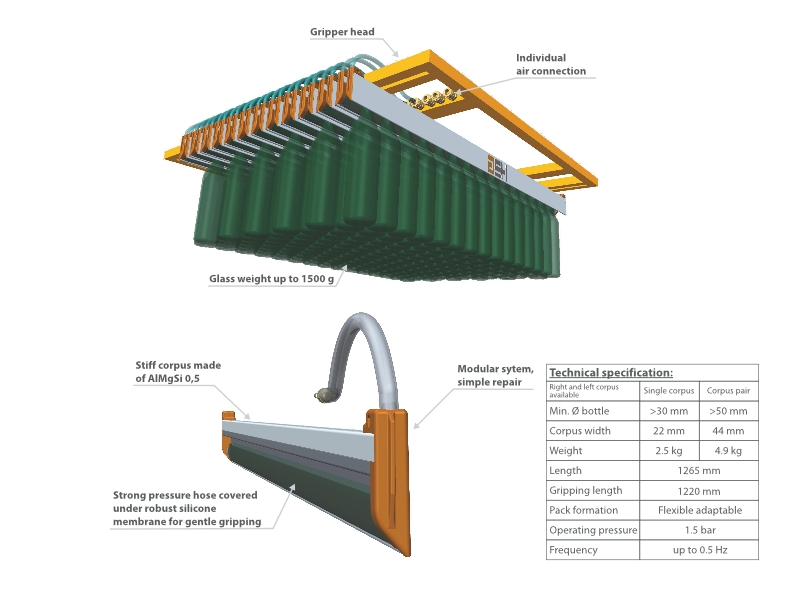 Gripper head
Individual
air connection
Glass weight up to 1500 g
Stiff corpus made
of AlMgSi 0,5
Modular sytem,
simple repair
Strong pressure hose covered
under robust silicone
membrane for gentle gripping
Technical specification:
Right and left corpus
available
Single corpus
Corpus pair
Min. Ø bottle >30 mm >50 mm
Corpus width 22 mm 44 mm
Weight 2.5 kg 4.9 kg
Length 1265 mm
Gripping length 1220 mm
Pack formation Flexible adaptable
Operating pressure 1.5 bar
Frequency up to 0.5 Hz